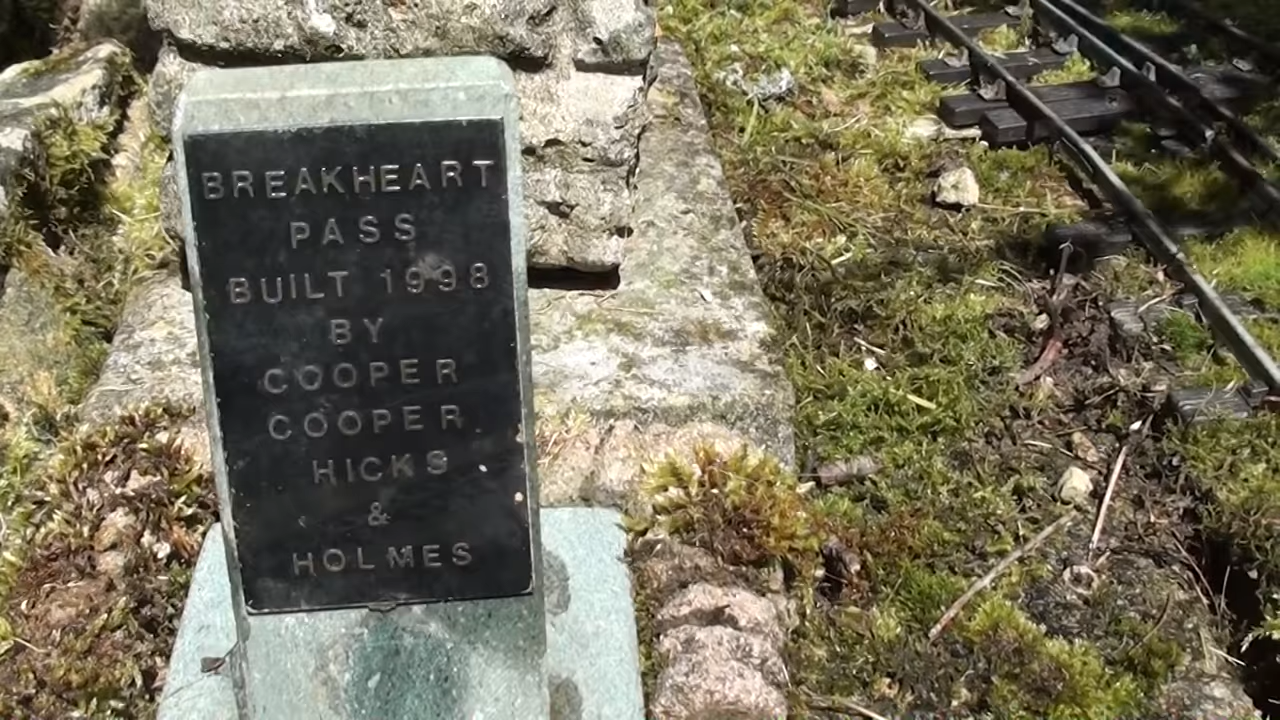 BREAKHEART
PASS
BUILT 1998
BY
COOPER
COOPER
HICKS
&
HOLMES